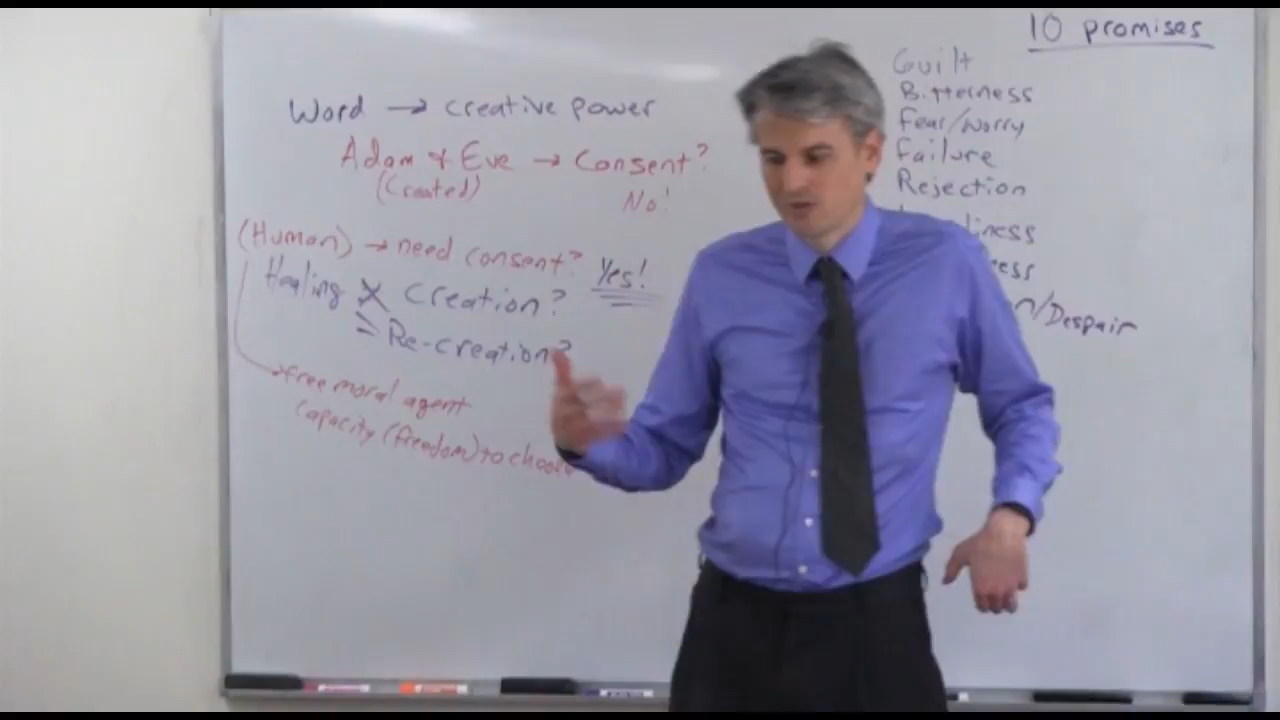 10 promises
Word → creative power
Adam & Eve → Consent?
(Created) No!
(Human) → need consent? Yes!
Healing Creation?
= Re-creation?
→ free moral agent
capacity (freedom) to choose
Guilt
Bitterness
Fear/Worry
Failure
Rejection
/Despair